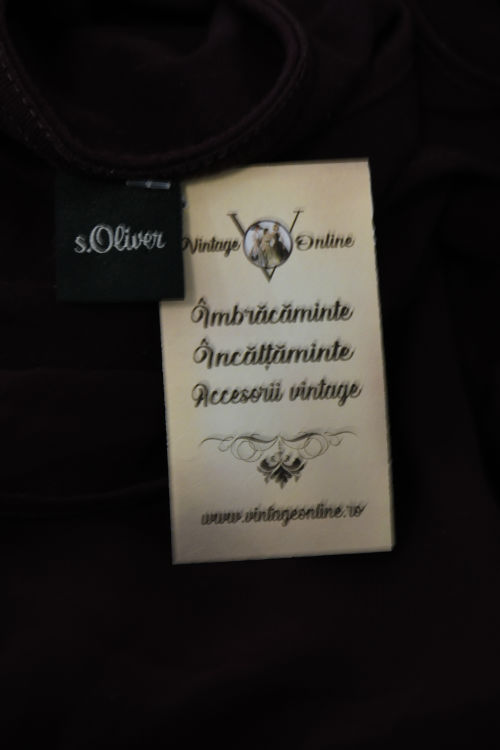 s.Oliver
Vintage Online
Îmbrăcăminte
Încălțăminte
Accesorii vintage
www.vintageonline.ro